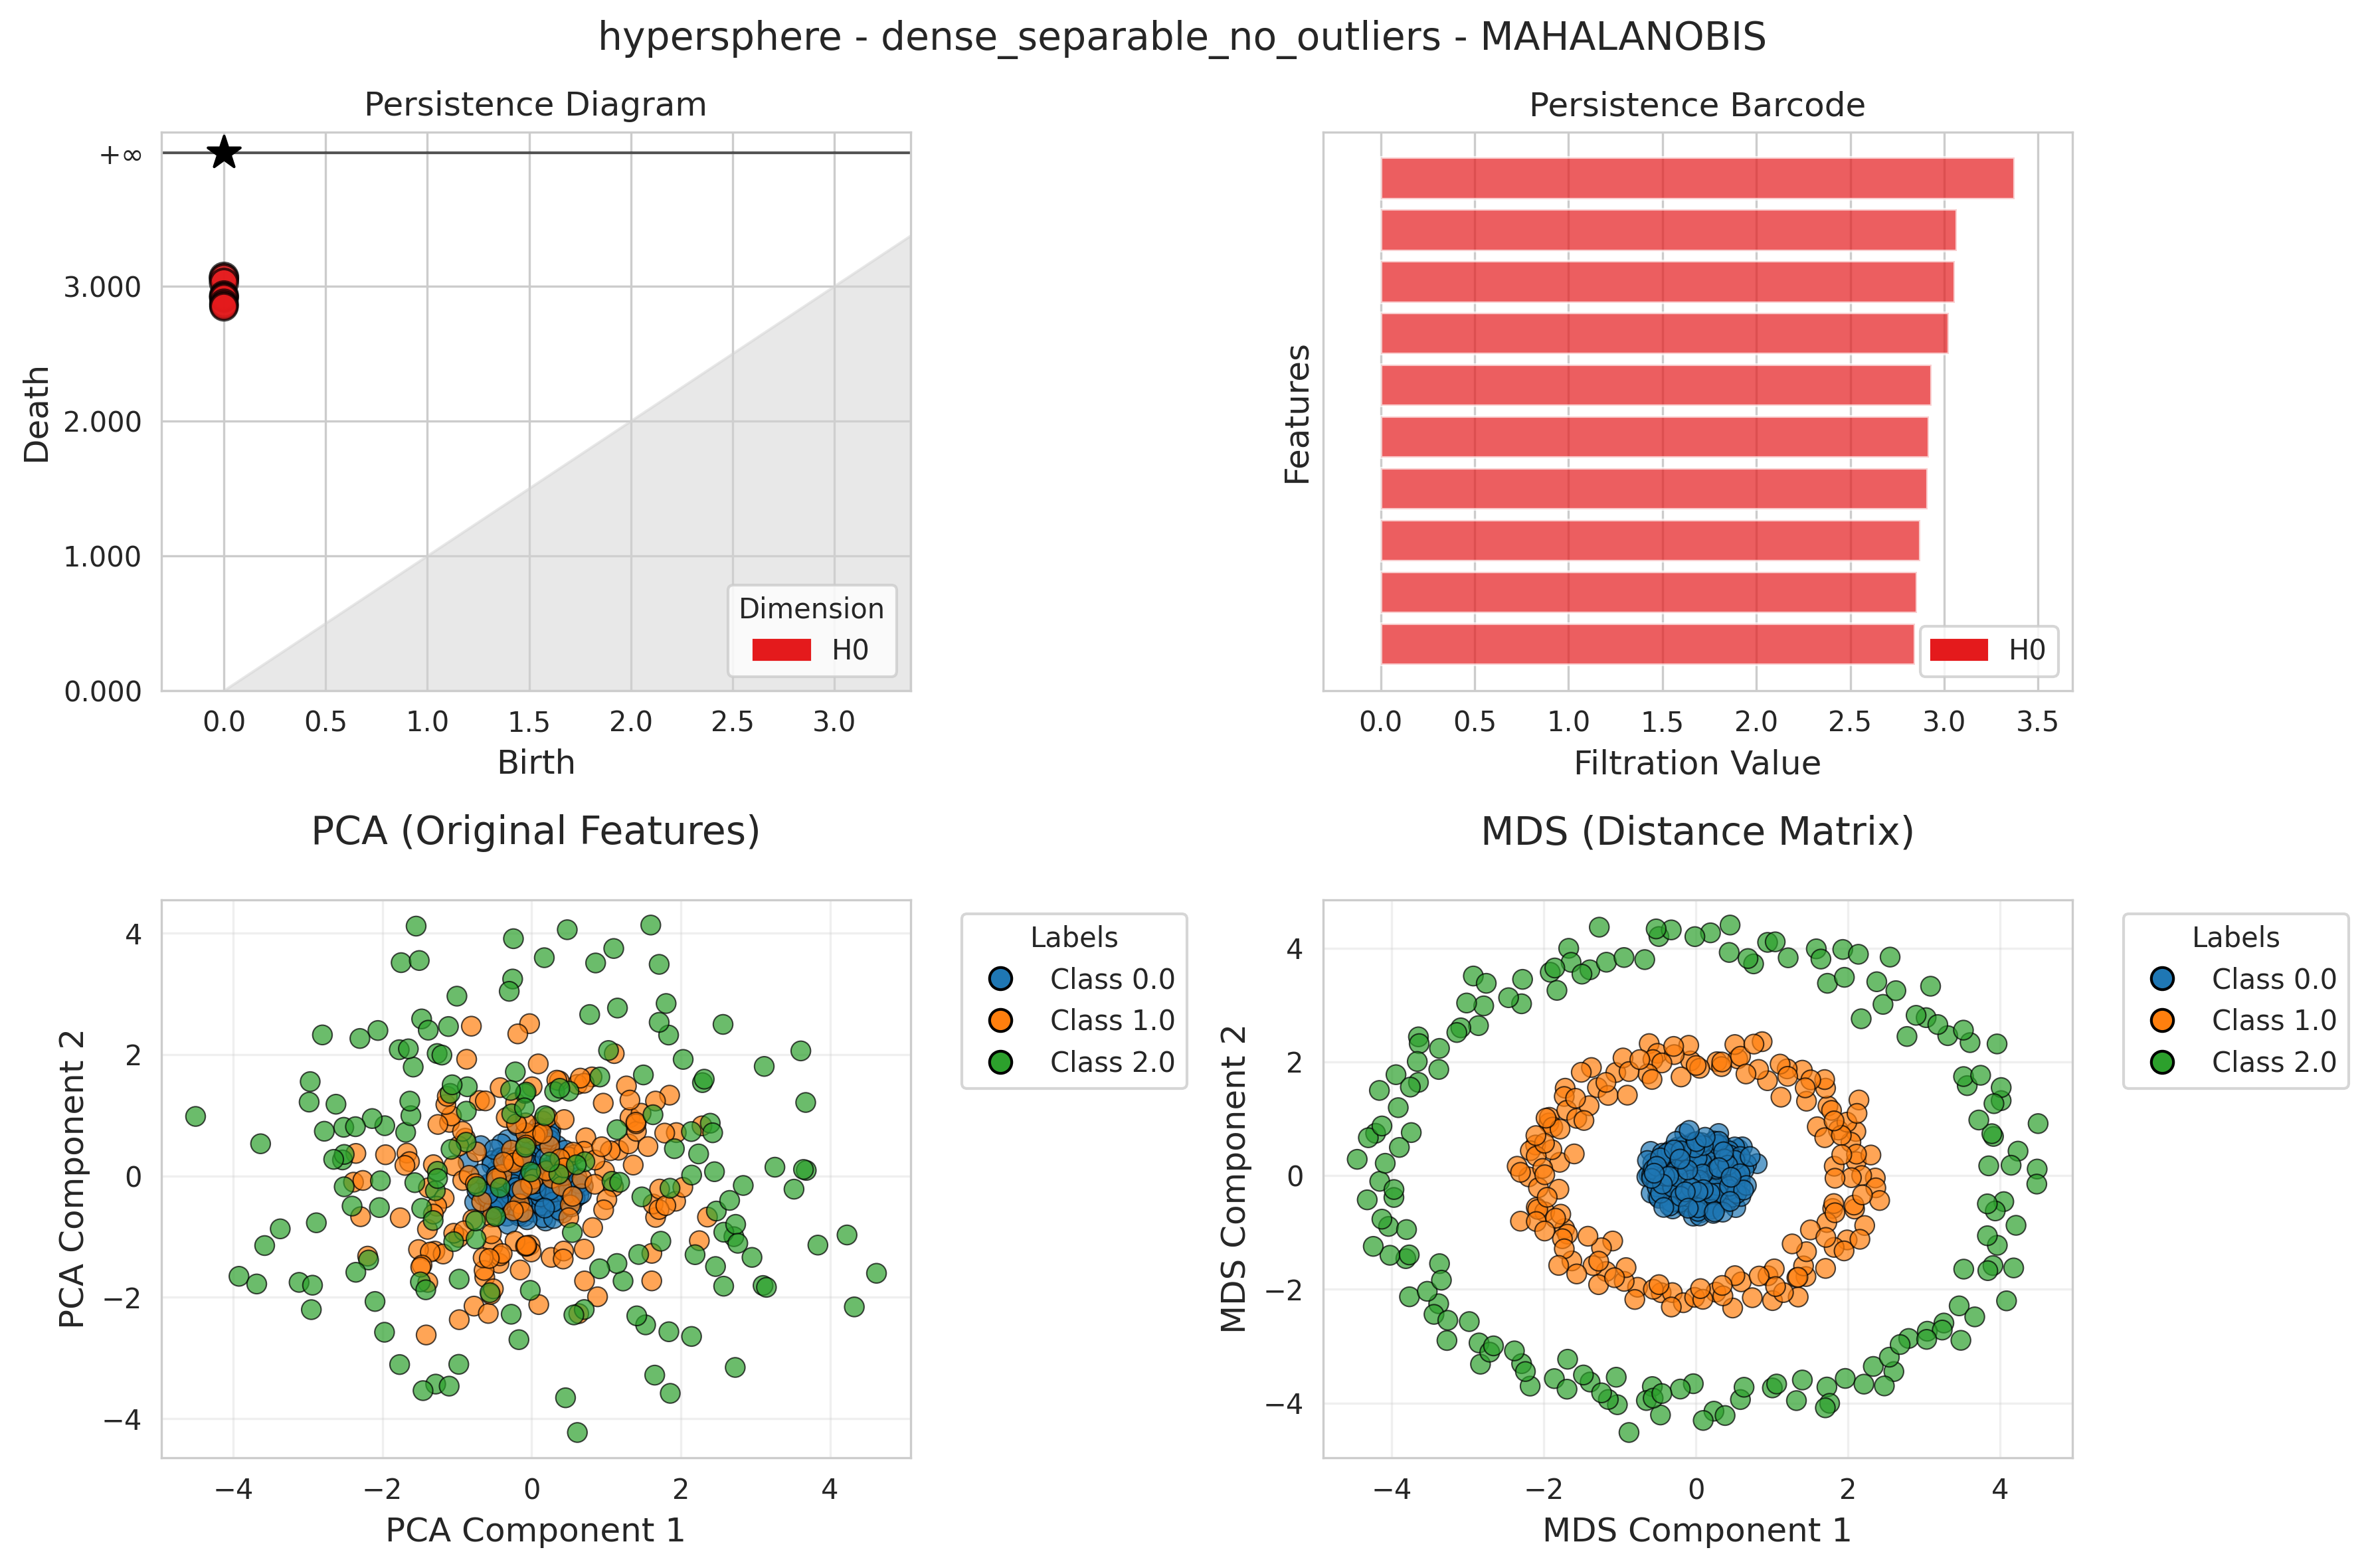 hypersphere - dense_separable_no_outliers - MAHALANOBIS
Persistence Diagram
+∞
3.000
2.000
1.000
0.000
Death
0.0 0.5 1.0 1.5 2.0 2.5 3.0
Birth
Dimension
H0
Persistence Barcode
Features
0.0 0.5 1.0 1.5 2.0 2.5 3.0 3.5
Filtration Value
H0
PCA (Original Features)
4
2
0
−2
−4
PCA Component 2
−4 −2 0 2 4
PCA Component 1
Labels
Class 0.0
Class 1.0
Class 2.0
MDS (Distance Matrix)
4
2
0
−2
−4
MDS Component 2
−4 −2 0 2 4
MDS Component 1
Labels
Class 0.0
Class 1.0
Class 2.0